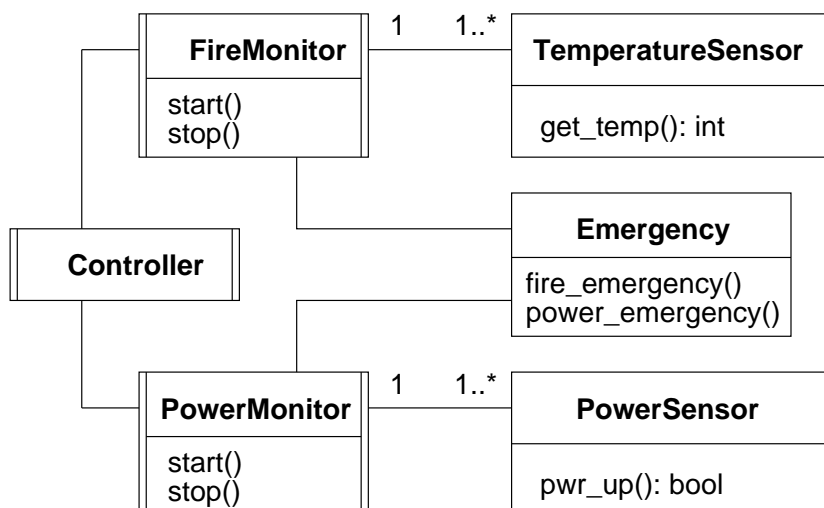 FireMonitor
start()
stop()
1 1..*
TemperatureSensor
get_temp(): int
Controller
Emergency
fire_emergency()
power_emergency()
PowerMonitor
start()
stop()
1 1..*
PowerSensor
pwr_up(): bool